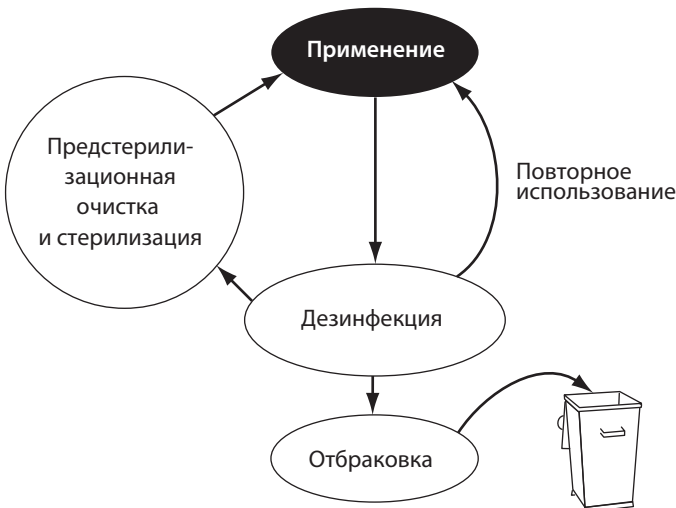 Применение
Предстерили-
зационная
очистка
и стерилизация
Повторное
использование
Дезинфекция
Отбраковка